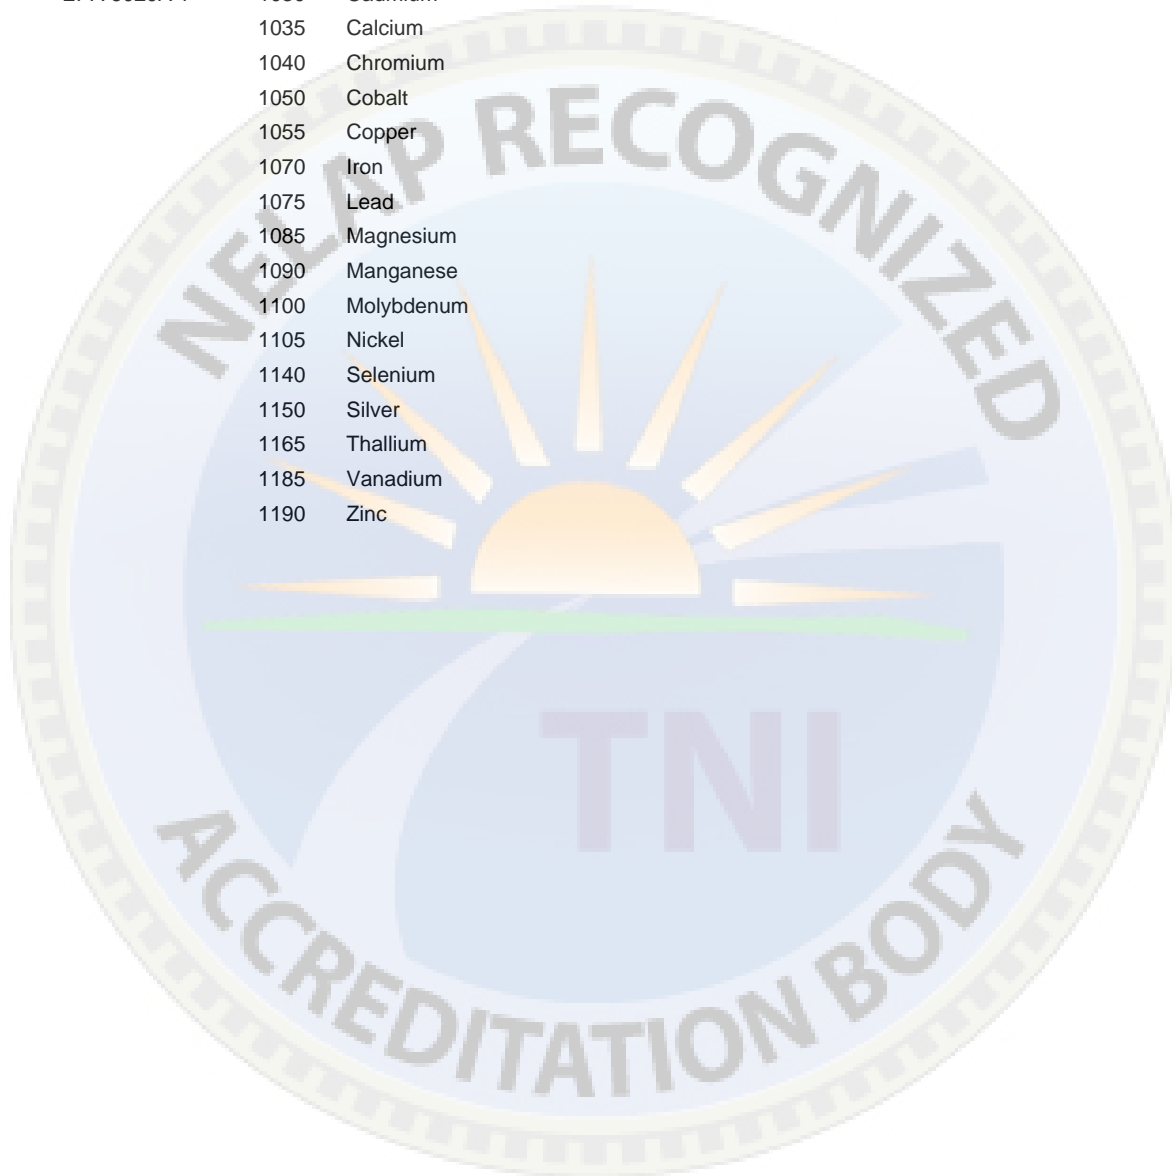 1035 Calcium
1040 Chromium
1050 Cobalt
1055 Copper
1070 Iron
1075 Lead
1085 Magnesium
1090 Manganese
1100 Molybdenum
1105 Nickel
1140 Selenium
1150 Silver
1165 Thallium
1185 Vanadium
1190 Zinc
NELAP RECOGNIZED
TNI
ACCREDITATION BODY